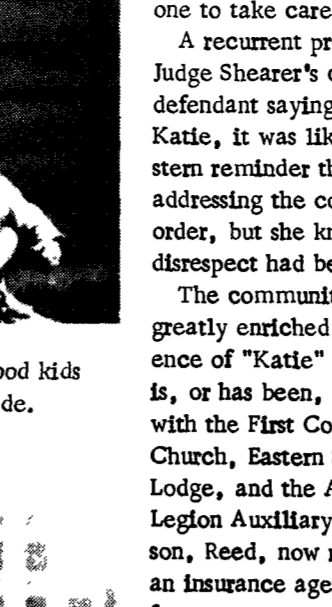 ood kids
de.
one to take care
A recurrent pr
Judge Shearer's
defendant saying
Katie, it was lik
stern reminder th
addressing the co
order, but she kn
disrespect had be
The communit
greatly enriched
ence of "Katie"
is, or has been,
with the First Co
Church, Eastern
Lodge, and the A
Legion Auxiliary
son, Reed, now
an insurance age